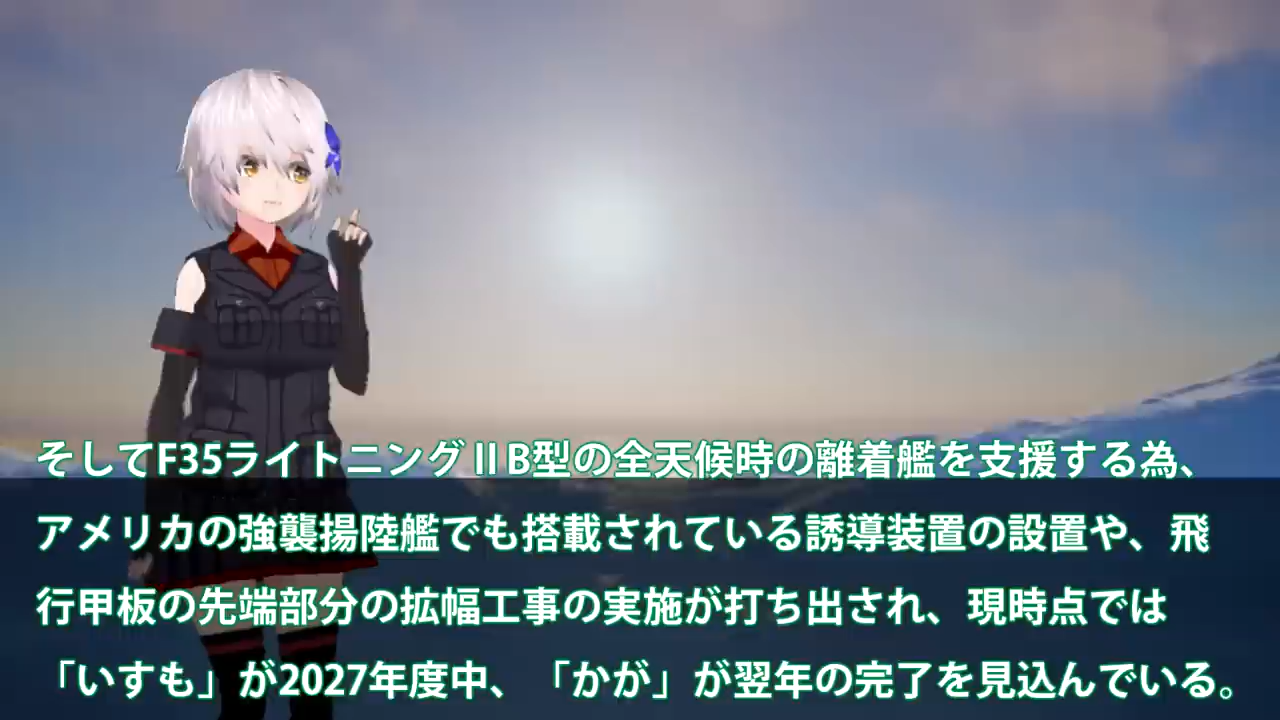 そしてF35ライトニングⅡB型の全天候時の離着艦を支援する為、
アメリカの強襲揚陸艦でも搭載されている誘導装置の設置や、飛
行甲板の先端部分の拡幅工事の実施が打ち出され、現時点では
「いすも」が2027年度中、「かが」が翌年の完了を見込んでいる。